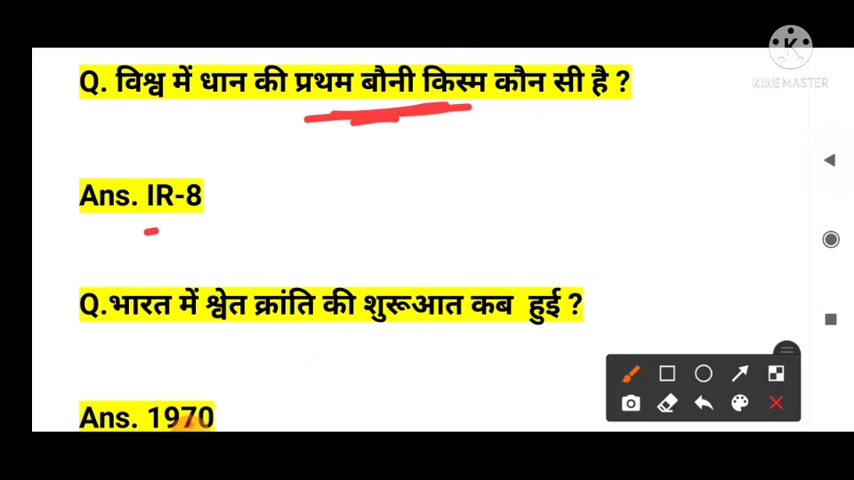 Q. विश्व में धान की प्रथम बौनी किस्म कौन सी है ?
KINEMASTER
Ans. IR-8
Q.भारत में श्वेत क्रांति की शुरूआत कब हुई ?
Ans. 1970